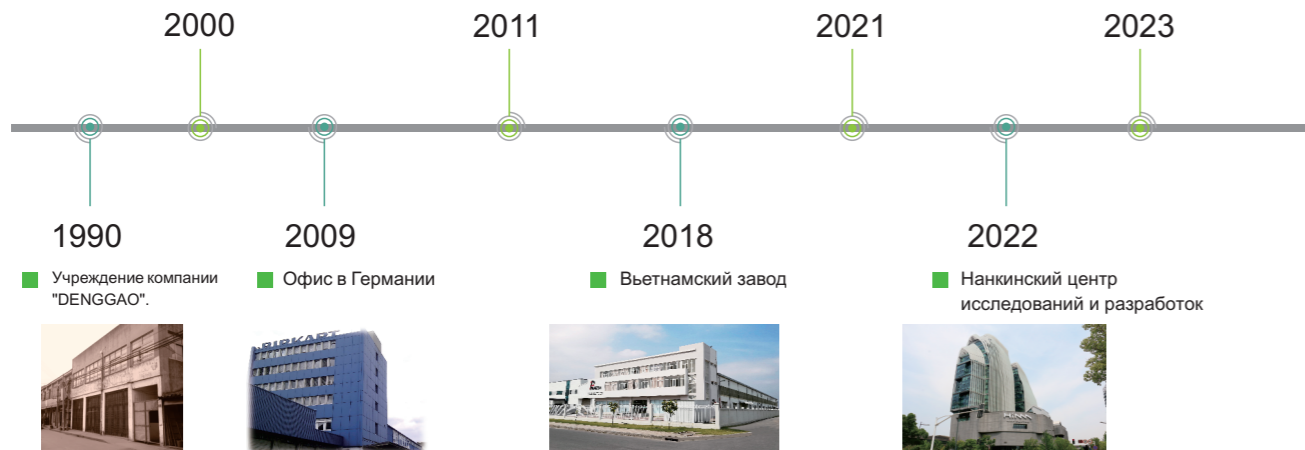 2000
2011
2021
2023
1990
2009
2018
2022
Учреждение компании
"DENGGAO".
Офис в Германии
Вьетнамский завод
Нанкинский центр
исследований и разработок